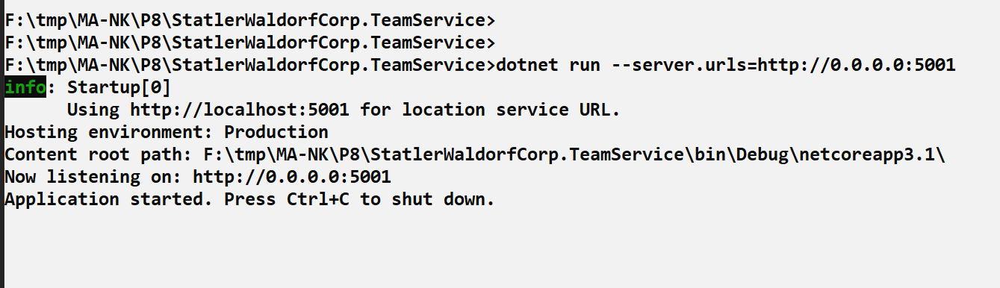 F:\tmp\MA-NK\P8\StatlerWaldorfCorp.TeamService>
F:\tmp\MA-NK\P8\StatlerWaldorfCorp.TeamService>
F:\tmp\MA-NK\P8\StatlerWaldorfCorp.TeamService>dotnet run --server.urls=http://0.0.0.0:5001
info: Startup[0]
      Using http://localhost:5001 for location service URL.
Hosting environment: Production
Content root path: F:\tmp\MA-NK\P8\StatlerWaldorfCorp.TeamService\bin\Debug\netcoreapp3.1\
Now listening on: http://0.0.0.0:5001
Application started. Press Ctrl+C to shut down.